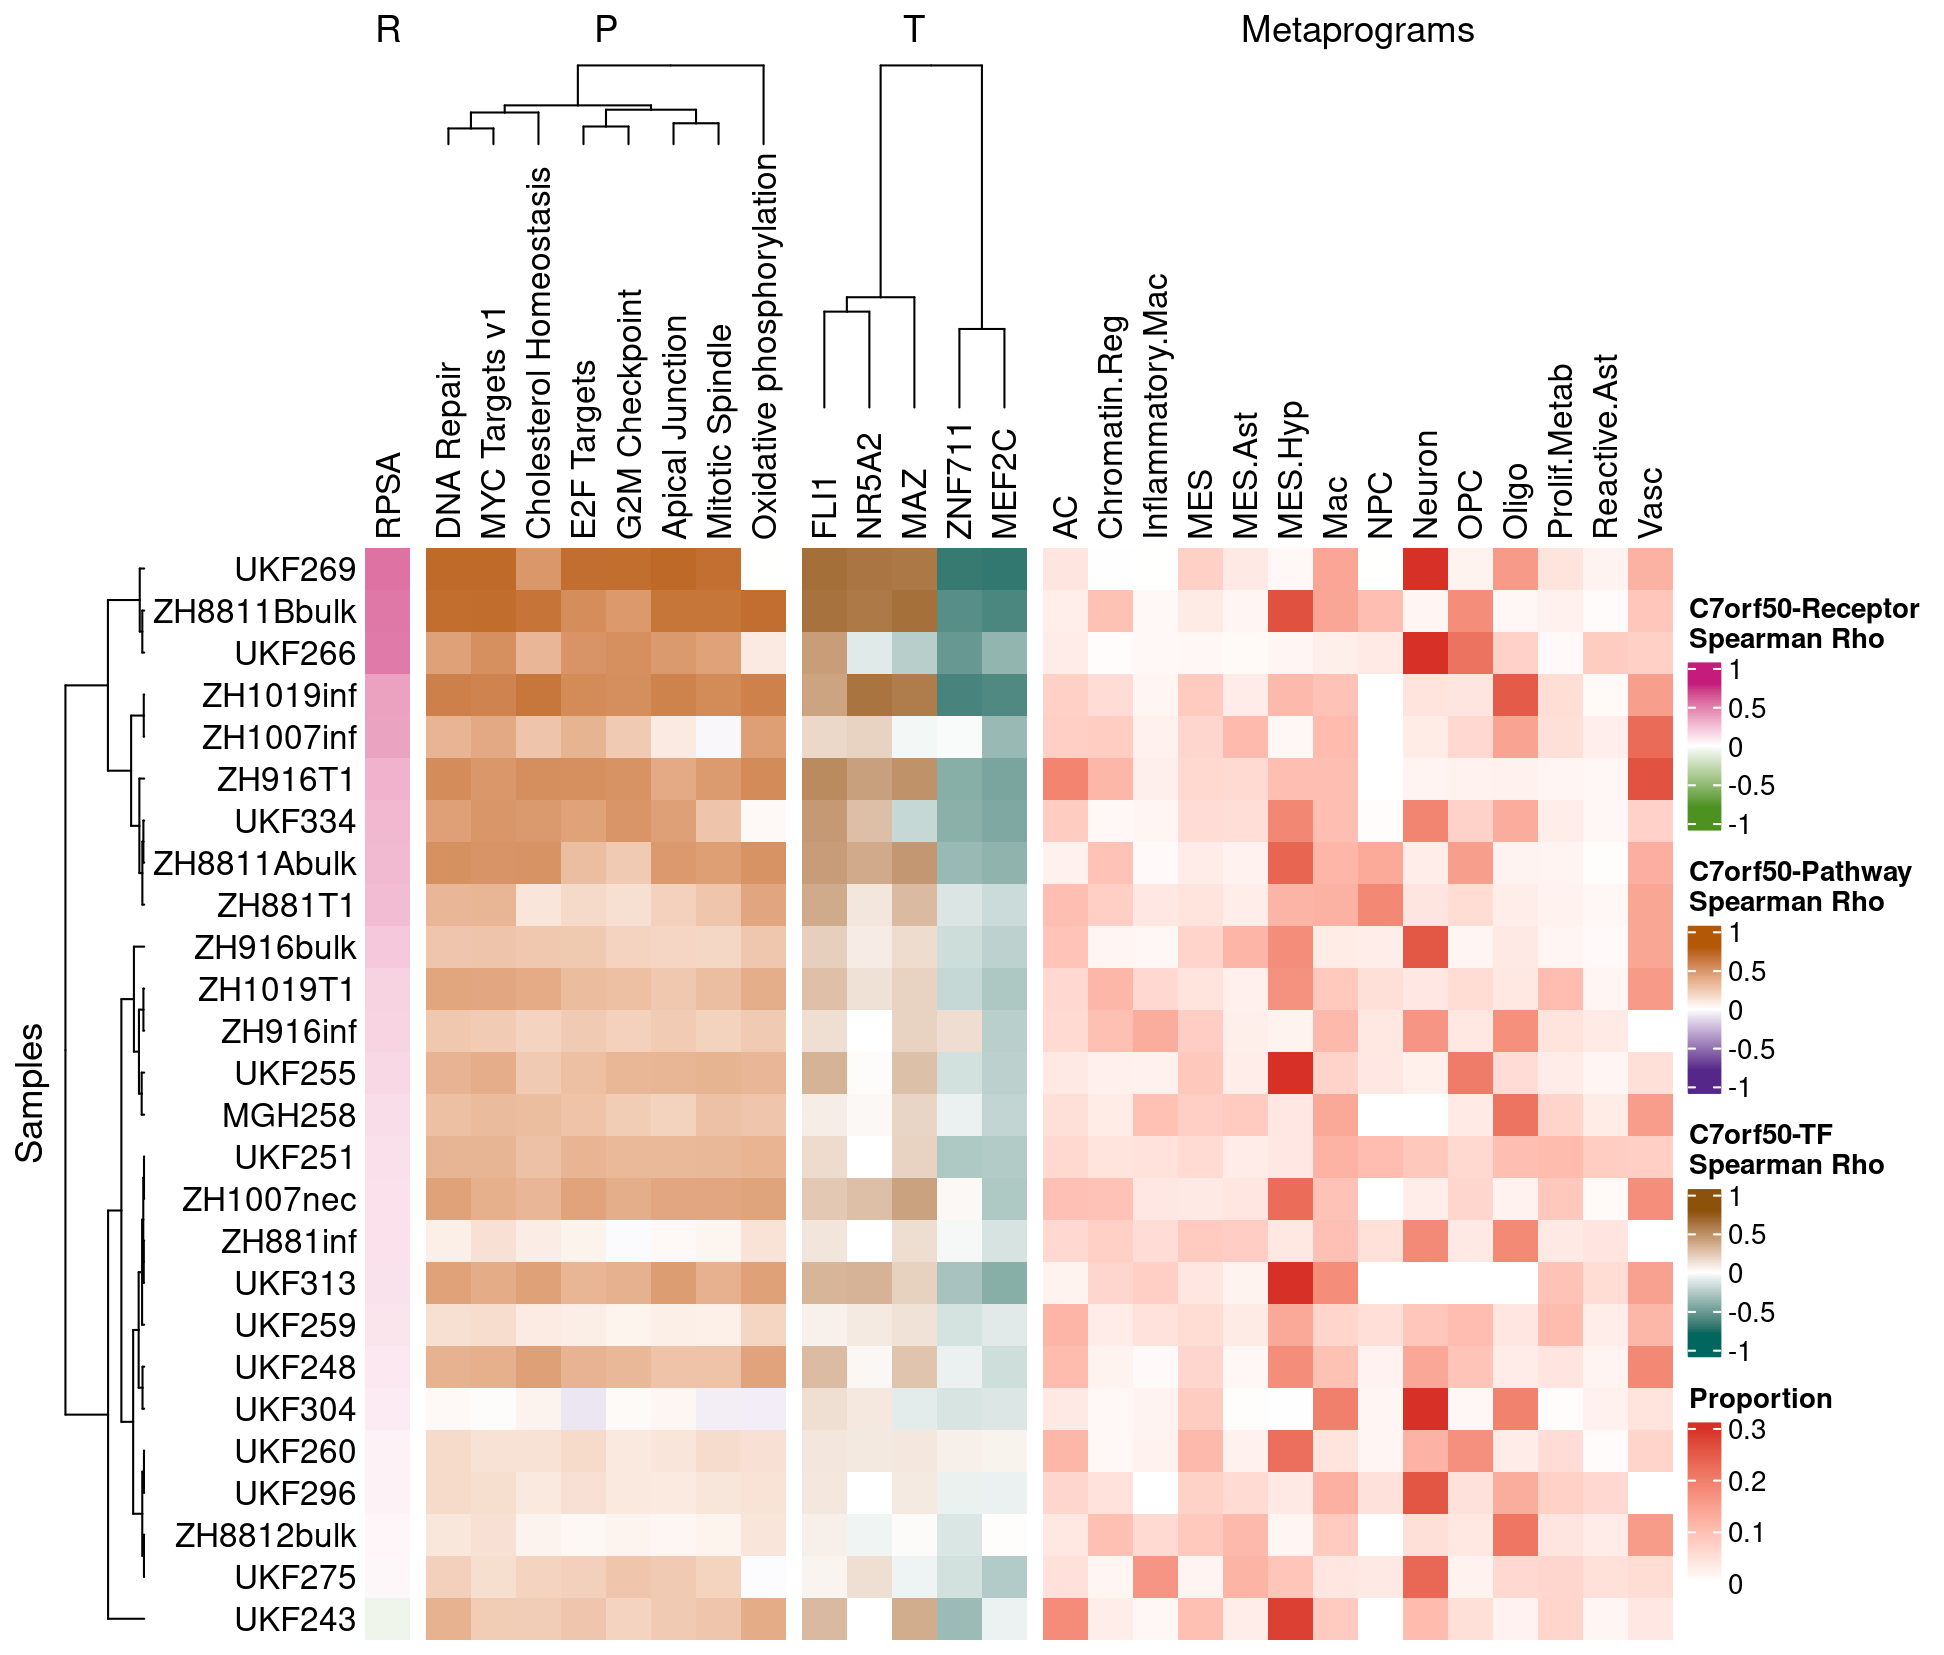 R
P
T
Metaprograms
RPSA
DNA Repair
MYC Targets v1
Cholesterol Homeostasis
E2F Targets
G2M Checkpoint
Apical Junction
Mitotic Spindle
Oxidative phosphorylation
FLI1
NR5A2
MAZ
ZNF711
MEF2C
AC
Chromatin.Reg
Inflammatory.Mac
MES
MES.Ast
MES.Hyp
Mac
NPC
Neuron
OPC
Oligo
Prolif.Metab
Reactive.Ast
Vasc
Samples
UKF269
ZH8811Bbulk
UKF266
ZH1019inf
ZH1007inf
ZH916T1
UKF334
ZH8811Abulk
ZH881T1
ZH916bulk
ZH1019T1
ZH916inf
UKF255
MGH258
UKF251
ZH1007nec
ZH881inf
UKF313
UKF259
UKF248
UKF304
UKF260
UKF296
ZH8812bulk
UKF275
UKF243
C7orf50-Receptor
Spearman Rho
1
0.5
0
-0.5
-1
C7orf50-Pathway
Spearman Rho
1
0.5
0
-0.5
-1
C7orf50-TF
Spearman Rho
1
0.5
0
-0.5
-1
Proportion
0.3
0.2
0.1
0